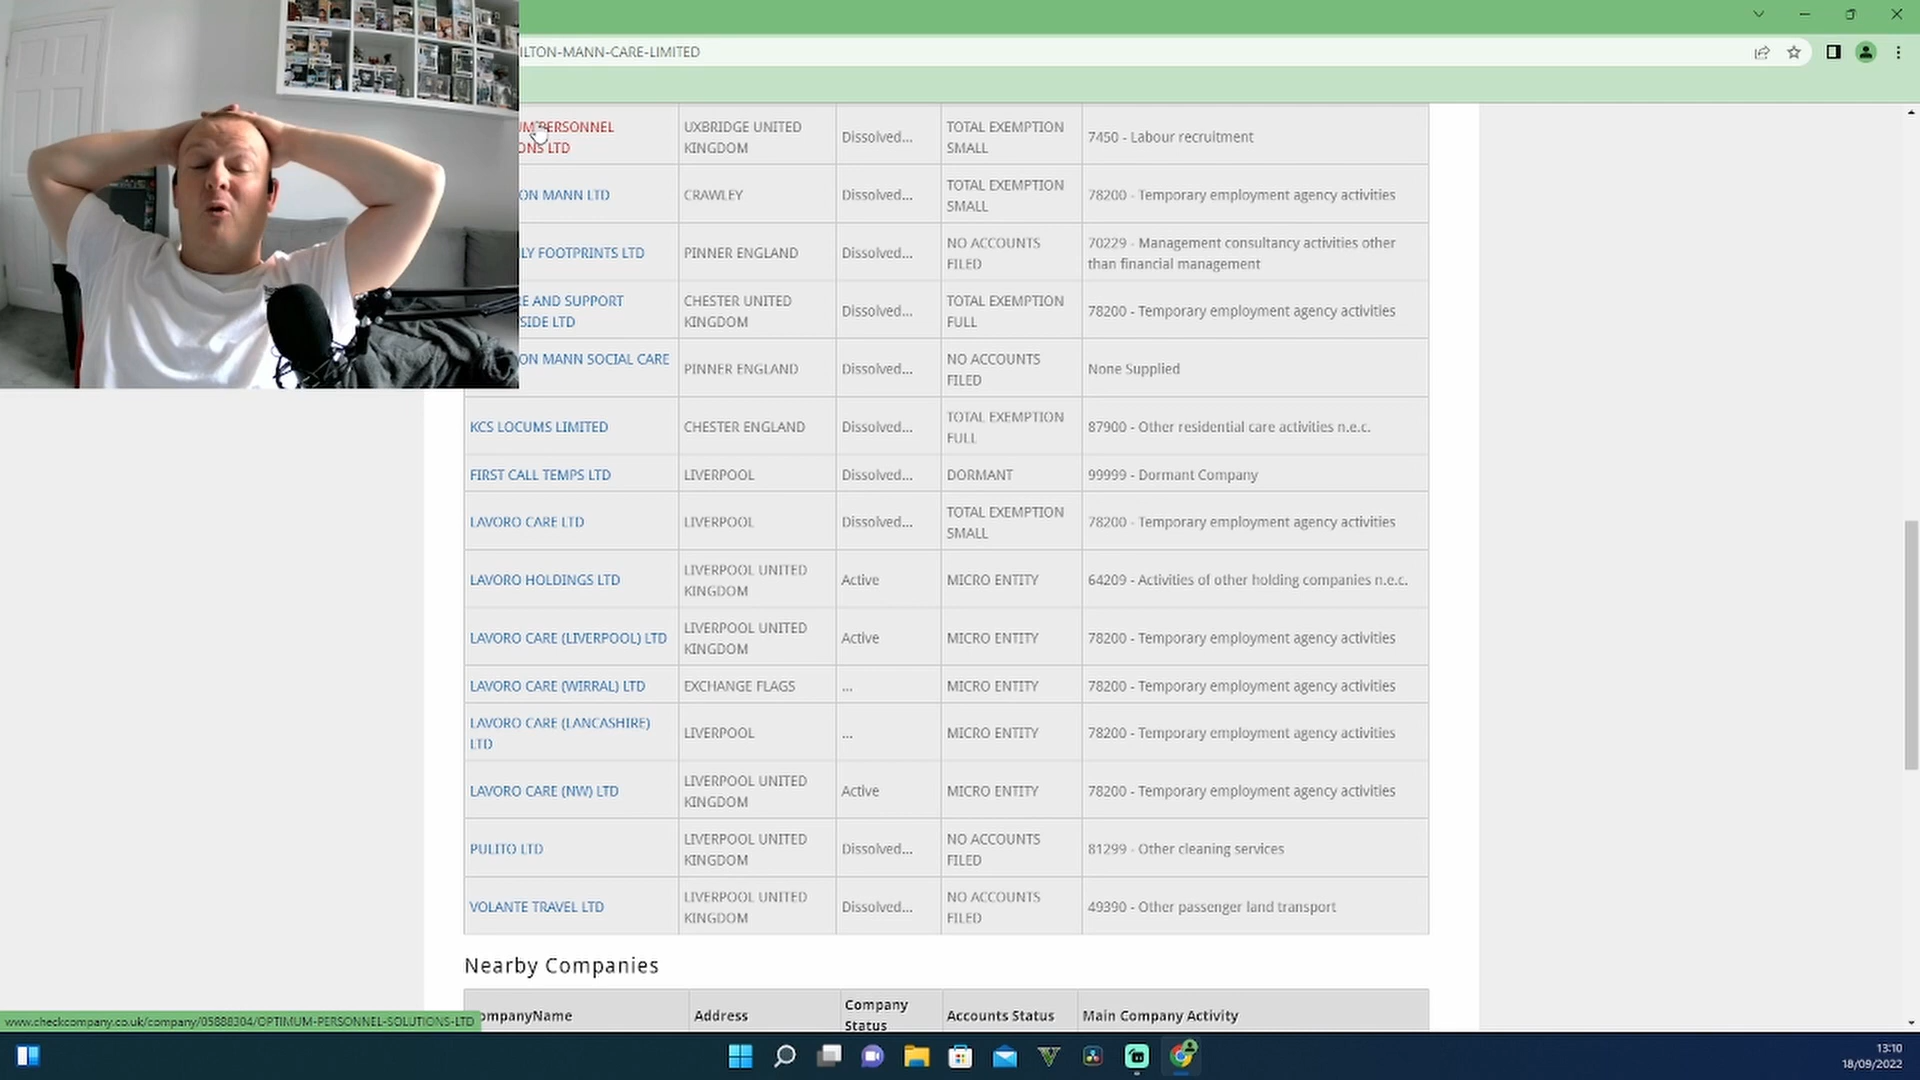 ILTON-MANN-CARE-LIMITED
UM PERSONNEL
ONS LTD
UXBRIDGE UNITED
KINGDOM
Dissolved...
TOTAL EXEMPTION
SMALL
7450 - Labour recruitment
ON MANN LTD
CRAWLEY
Dissolved...
TOTAL EXEMPTION
SMALL
78200 - Temporary employment agency activities
LY FOOTPRINTS LTD
PINNER ENGLAND
Dissolved...
NO ACCOUNTS
FILED
70229 - Management consultancy activities other
than financial management
RE AND SUPPORT
SIDE LTD
CHESTER UNITED
KINGDOM
Dissolved...
TOTAL EXEMPTION
FULL
78200 - Temporary employment agency activities
ON MANN SOCIAL CARE
PINNER ENGLAND
Dissolved...
NO ACCOUNTS
FILED
None Supplied
KCS LOCUMS LIMITED
CHESTER ENGLAND
Dissolved...
TOTAL EXEMPTION
FULL
87900 - Other residential care activities n.e.c.
FIRST CALL TEMPS LTD
LIVERPOOL
Dissolved...
DORMANT
99999 - Dormant Company
LAVORO CARE LTD
LIVERPOOL
Dissolved...
TOTAL EXEMPTION
SMALL
78200 - Temporary employment agency activities
LAVORO HOLDINGS LTD
LIVERPOOL UNITED
KINGDOM
Active
MICRO ENTITY
64209 - Activities of other holding companies n.e.c.
LAVORO CARE (LIVERPOOL) LTD
LIVERPOOL UNITED
KINGDOM
Active
MICRO ENTITY
78200 - Temporary employment agency activities
LAVORO CARE (WIRRAL) LTD
EXCHANGE FLAGS
...
MICRO ENTITY
78200 - Temporary employment agency activities
LAVORO CARE (LANCASHIRE)
LTD
LIVERPOOL
...
MICRO ENTITY
78200 - Temporary employment agency activities
LAVORO CARE (NW) LTD
LIVERPOOL UNITED
KINGDOM
Active
MICRO ENTITY
78200 - Temporary employment agency activities
PULITO LTD
LIVERPOOL UNITED
KINGDOM
Dissolved...
NO ACCOUNTS
FILED
81299 - Other cleaning services
VOLANTE TRAVEL LTD
LIVERPOOL UNITED
KINGDOM
Dissolved...
NO ACCOUNTS
FILED
49390 - Other passenger land transport
Nearby Companies
ompanyName
Address
Company
Status
Accounts Status
Main Company Activity
www.checkcompany.co.uk/company/05888304/OPTIMUM-PERSONNEL-SOLUTIONS-LTD
13:10
18/09/2022